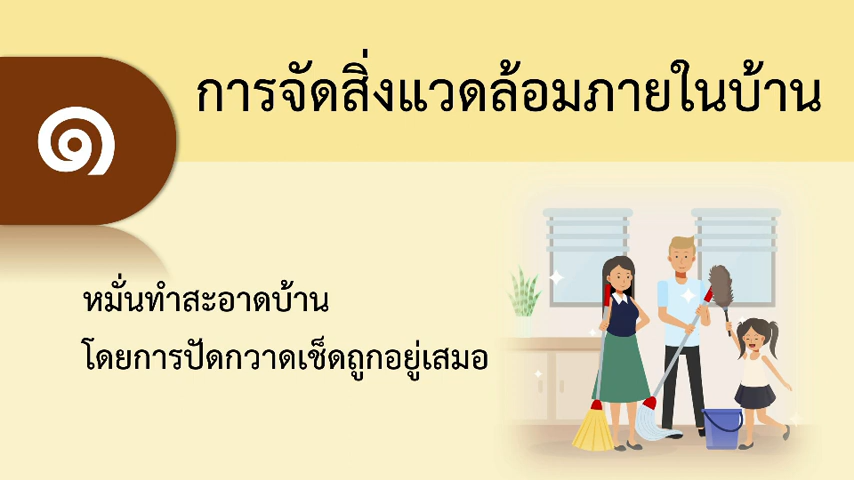 ๑
การจัดสิ่งแวดล้อมภายในบ้าน
หมั่นทำสะอาดบ้าน
โดยการปัดกวาดเช็ดถูกอยู่เสมอ